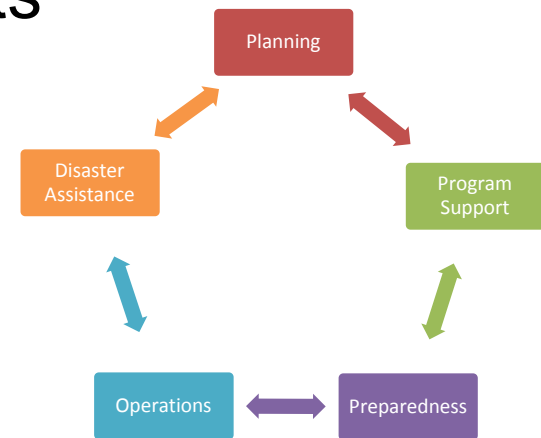 Planning
Disaster
Assistance
Program
Support
Operations
Preparedness